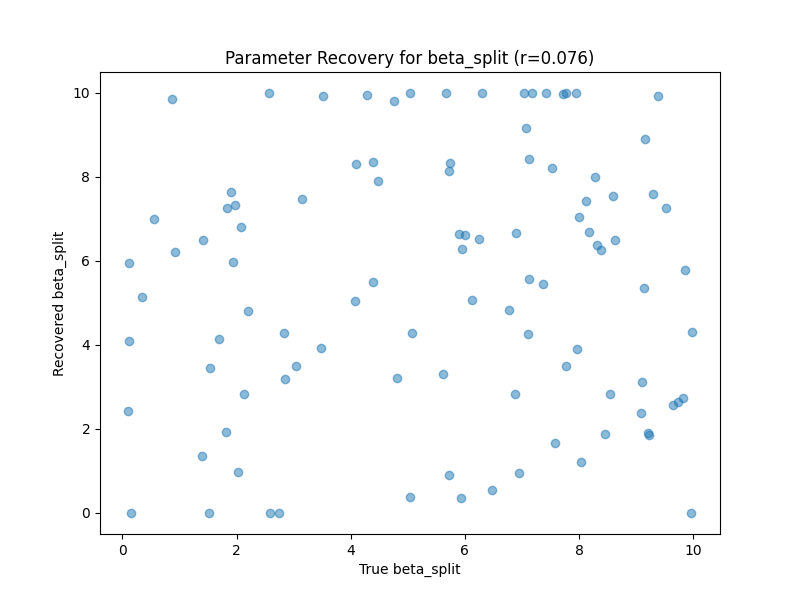 Parameter Recovery for beta_split (r=0.076)
Recovered beta_split
10
8
6
4
2
0
0 2 4 6 8 10
True beta_split